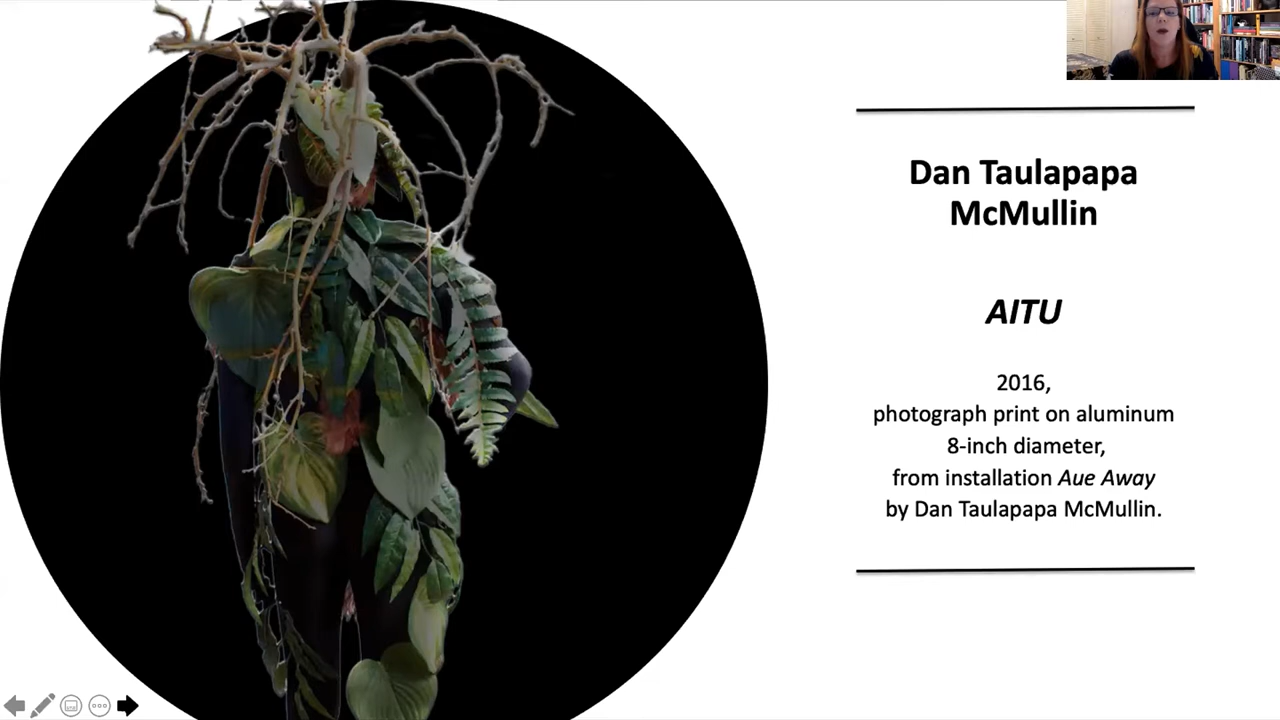 Dan Taulapapa
McMullin
AITU
2016,
photograph print on aluminum
8-inch diameter,
from installation Aue Away
by Dan Taulapapa McMullin.